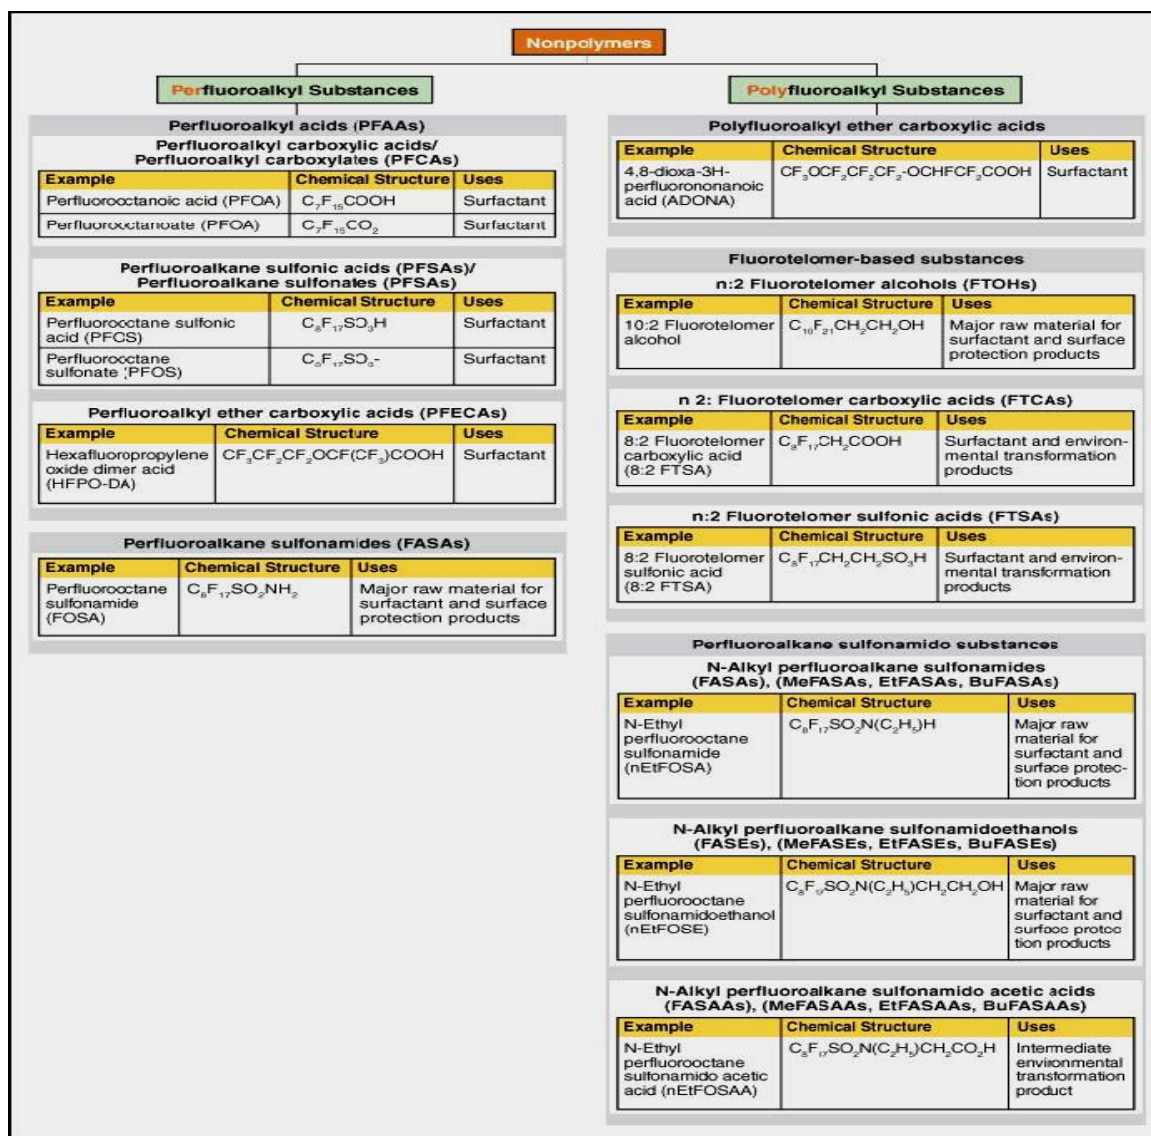 Nonpolymers
Perfluoroalkyl Substances
Perfluoroalkyl acids (PFAAs)
Perfluoroalkyl carboxylic acids/
Perfluoroalkyl carboxylates (PFCAs)
Example Chemical Structure Uses
Perfluorooctanoic acid (PFOA) C₇F₁₅COOH Surfactant
Perfluorooctanoate (PFOA) C₇F₁₅CO₂ Surfactant
Perfluoroalkane sulfonic acids (PFSAs)/
Perfluoroalkane sulfonates (PFSAs)
Example Chemical Structure Uses
Perfluorooctane sulfonic C₈F₁₇SO₃H Surfactant
acid (PFOS)
Perfluorooctane C₈F₁₇SO₃- Surfactant
sulfonate (PFOS)
Perfluoroalkyl ether carboxylic acids (PFECAs)
Example Chemical Structure Uses
Hexafluoropropylene CF₃CF₂CF₂OCF(CF₃)COOH Surfactant
oxide dimer acid
(HFPO-DA)
Perfluoroalkane sulfonamides (FASAs)
Example Chemical Structure Uses
Perfluorooctane C₈F₁₇SO₂NH₂ Major raw material for
sulfonamide surfactant and surface
(FOSA) protection products
Polyfluoroalkyl Substances
Polyfluoroalkyl ether carboxylic acids
Example Chemical Structure Uses
4,8-dioxa-3H- CF₃OCF₂CF₂CF₂-OCHFCF₂COOH Surfactant
perfluorononanoic
acid (ADONA)
Fluorotelomer-based substances
n:2 Fluorotelomer alcohols (FTOHs)
Example Chemical Structure Uses
10:2 Fluorotelomer C₁₀F₂₁CH₂CH₂OH Major raw material for
alcohol surfactant and surface
protection products
n 2: Fluorotelomer carboxylic acids (FTCAs)
Example Chemical Structure Uses
8:2 Fluorotelomer C₈F₁₇CH₂COOH Surfactant and environ-
carboxylic acid mental transformation
(8:2 FTSA) products
n:2 Fluorotelomer sulfonic acids (FTSAs)
Example Chemical Structure Uses
8:2 Fluorotelomer C₈F₁₇CH₂CH₂SO₃H Surfactant and environ-
sulfonic acid mental transformation
(8:2 FTSA) products
Perfluoroalkane sulfonamido substances
N-Alkyl perfluoroalkane sulfonamides
(FASAs), (MeFASAs, EtFASAs, BuFASAs)
Example Chemical Structure Uses
N-Ethyl C₈F₁₇SO₂N(C₂H₅)H Major raw
perfluorooctane material for
sulfonamide surfactant and
(nEtFOSA) surface protec-
tion products
N-Alkyl perfluoroalkane sulfonamidoethanols
(FASEs), (MeFASEs, EtFASEs, BuFASEs)
Example Chemical Structure Uses
N-Ethyl C₈F₁₇SO₂N(C₂H₅)CH₂CH₂OH Major raw
perfluorooctane material for
sulfonamidoethanol surfactant and
(nEtFOSE) surface protec
tion products
N-Alkyl perfluoroalkane sulfonamido acetic acids
(FASAAs), (MeFASAAs, EtFASAAs, BuFASAAs)
Example Chemical Structure Uses
N-Ethyl C₈F₁₇SO₂N(C₂H₅)CH₂CO₂H Intermediate
perfluorooctane environmental
sulfonamido acetic transformation
acid (nEtFOSAA) product